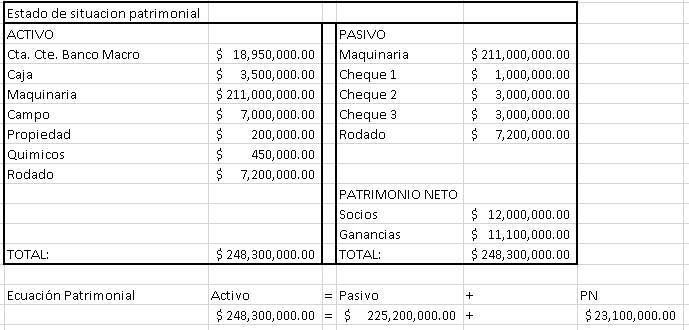 Estado de situacion patrimonial
ACTIVO PASIVO
Cta. Cte. Banco Macro $ 18,950,000.00 Maquinaria $ 211,000,000.00
Caja $ 3,500,000.00 Cheque 1 $ 1,000,000.00
Maquinaria $ 211,000,000.00 Cheque 2 $ 3,000,000.00
Campo $ 7,000,000.00 Cheque 3 $ 3,000,000.00
Propiedad $ 200,000.00 Rodado $ 7,200,000.00
Quimicos $ 450,000.00
Rodado $ 7,200,000.00
PATRIMONIO NETO
Socios $ 12,000,000.00
Ganancias $ 11,100,000.00
TOTAL: $ 248,300,000.00 TOTAL: $ 248,300,000.00
Ecuación Patrimonial Activo = Pasivo + PN
$ 248,300,000.00 = $ 225,200,000.00 + $ 23,100,000.00